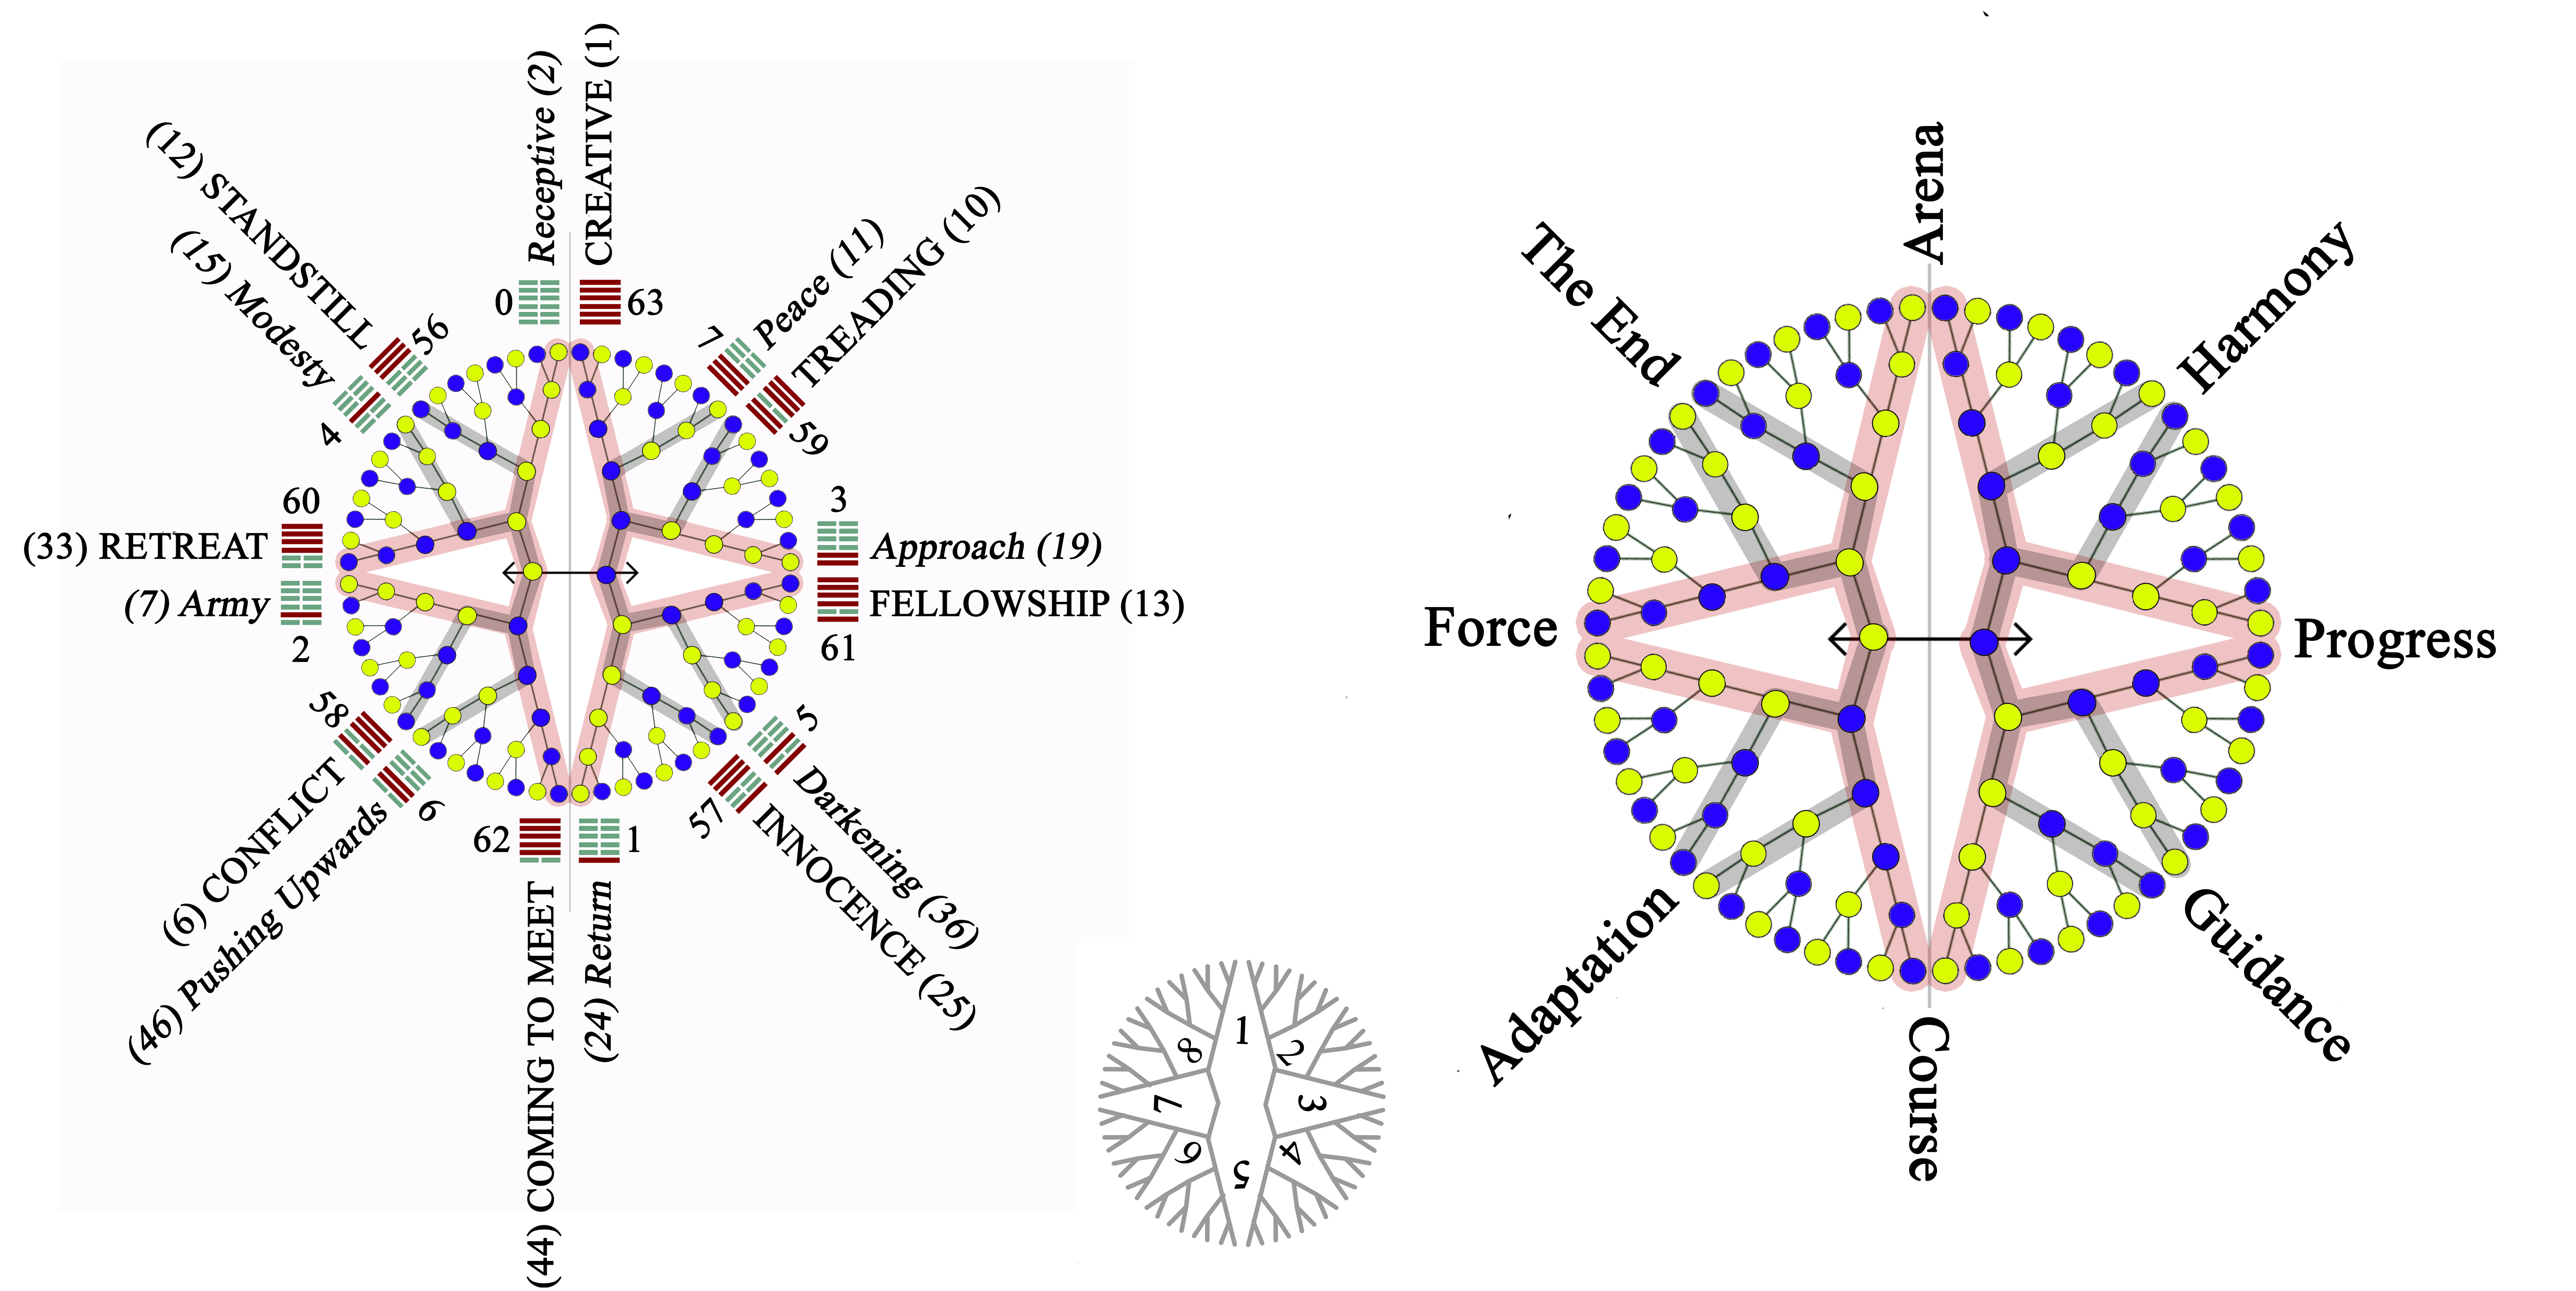 Receptive (2)
CREATIVE (1)
0
63
Peace (11)
TREADING (10)
7
59
3
Approach (19)
FELLOWSHIP (13)
61
5
Darkening (36)
INNOCENCE (25)
57
1
(24) Return
62
(44) COMING TO MEET
6
(46) Pushing Upwards
58
(6) CONFLICT
2
(7) Army
60
(33) RETREAT
4
(15) Modesty
56
(12) STANDSTILL
1
2
3
4
5
6
7
8
Arena
Harmony
Progress
Guidance
Course
Adaptation
Force
The End